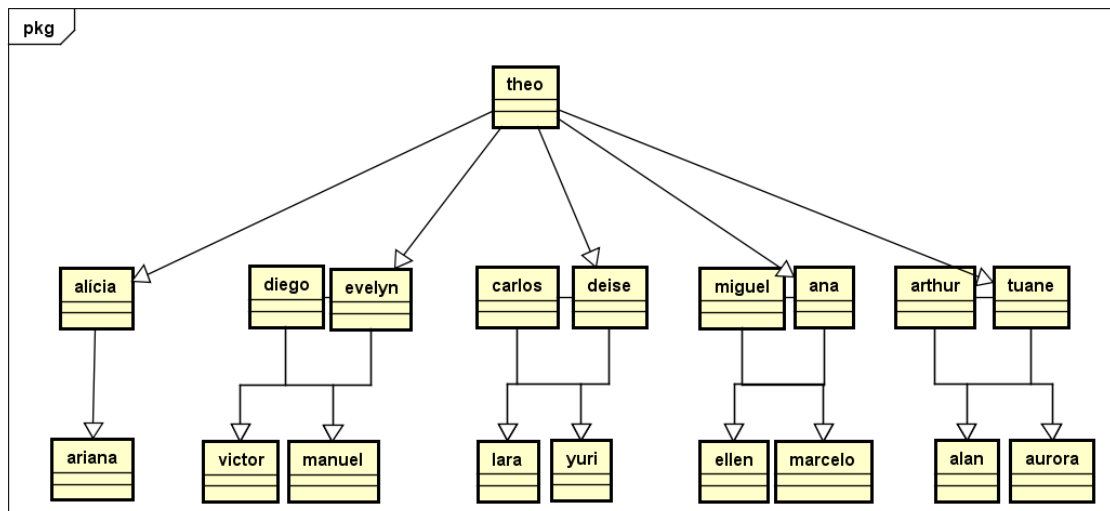 pkg
theo
alicia
diego
evelyn
carlos
deise
miguel
ana
arthur
tuane
ariana
victor
manuel
lara
yuri
ellen
marcelo
alan
aurora